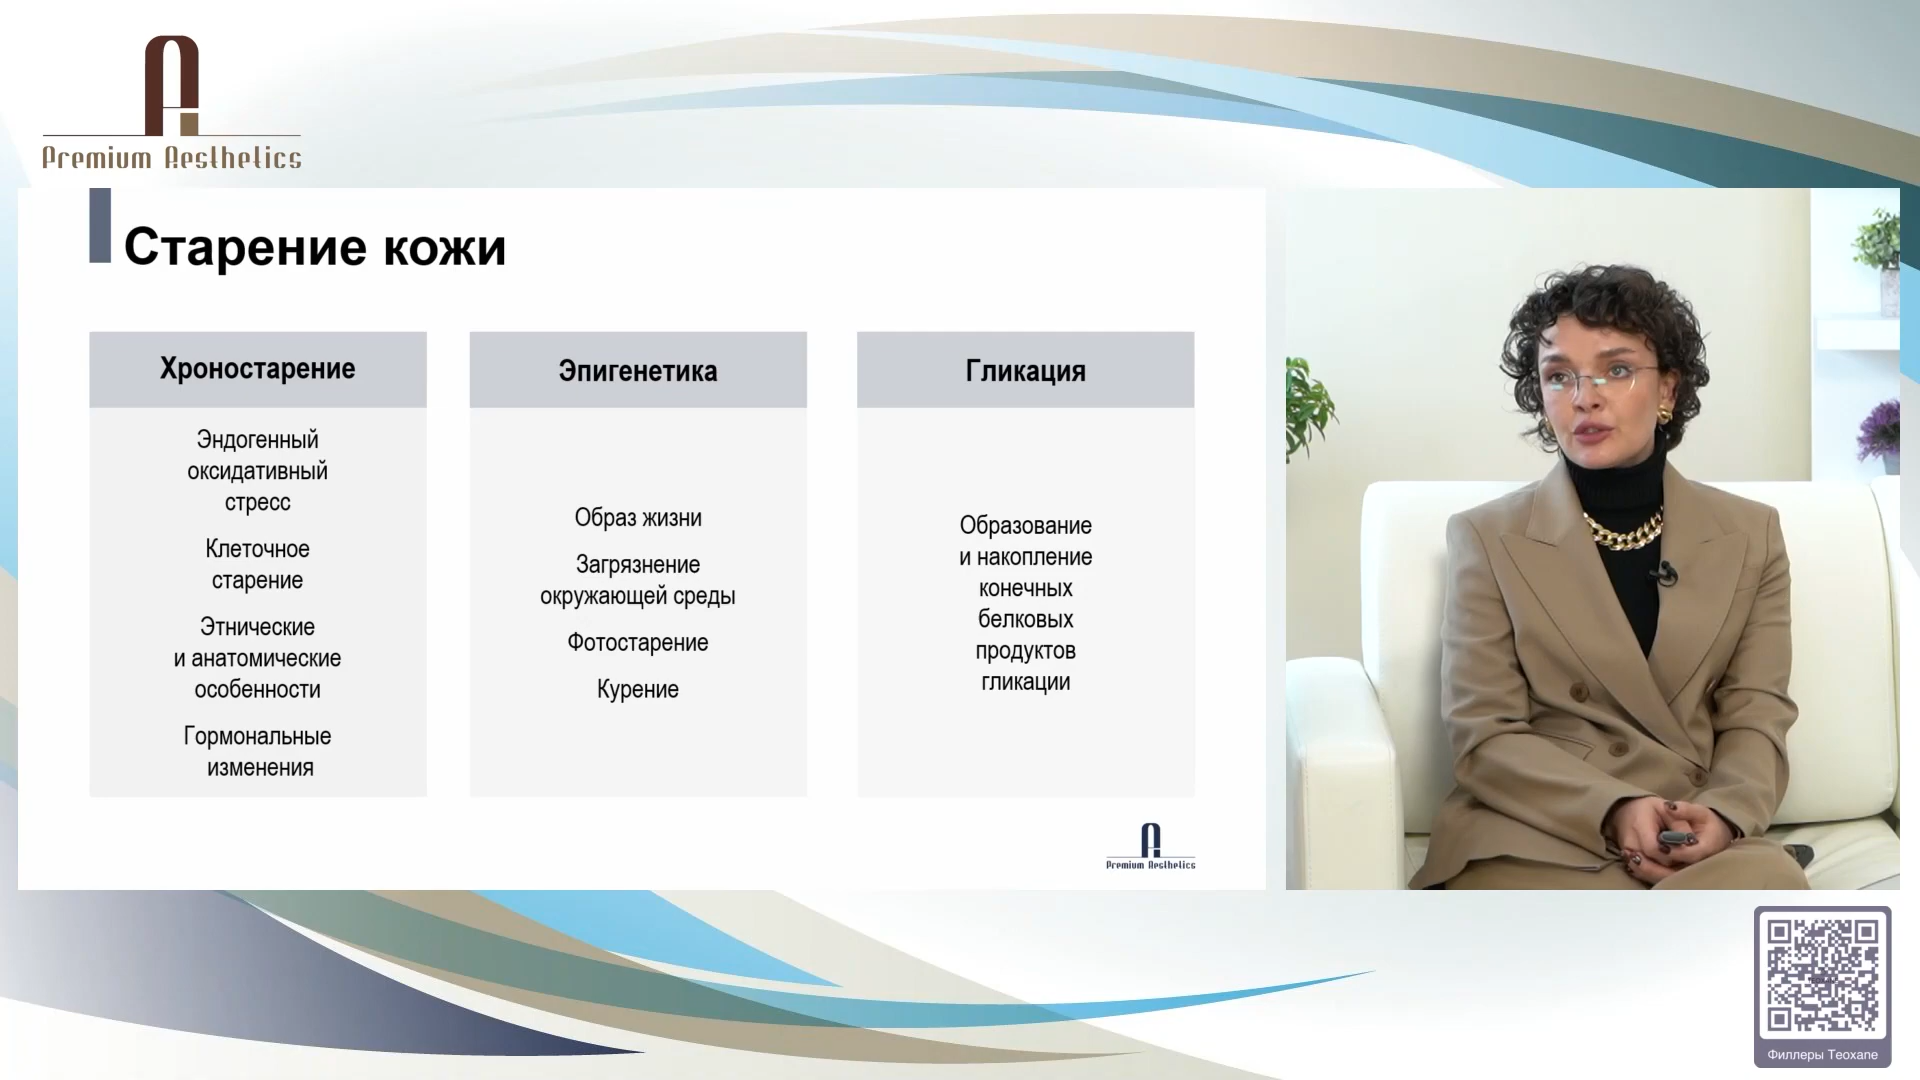 Premium Aesthetics
Старение кожи
Хроностарение
Эндогенный
оксидативный
стресс
Клеточное
старение
Этнические
и анатомические
особенности
Гормональные
изменения
Эпигенетика
Образ жизни
Загрязнение
окружающей среды
Фотостарение
Курение
Гликация
Образование
и накопление
конечных
белковых
продуктов
гликации
Premium Aesthetics
Филлеры Теохапе